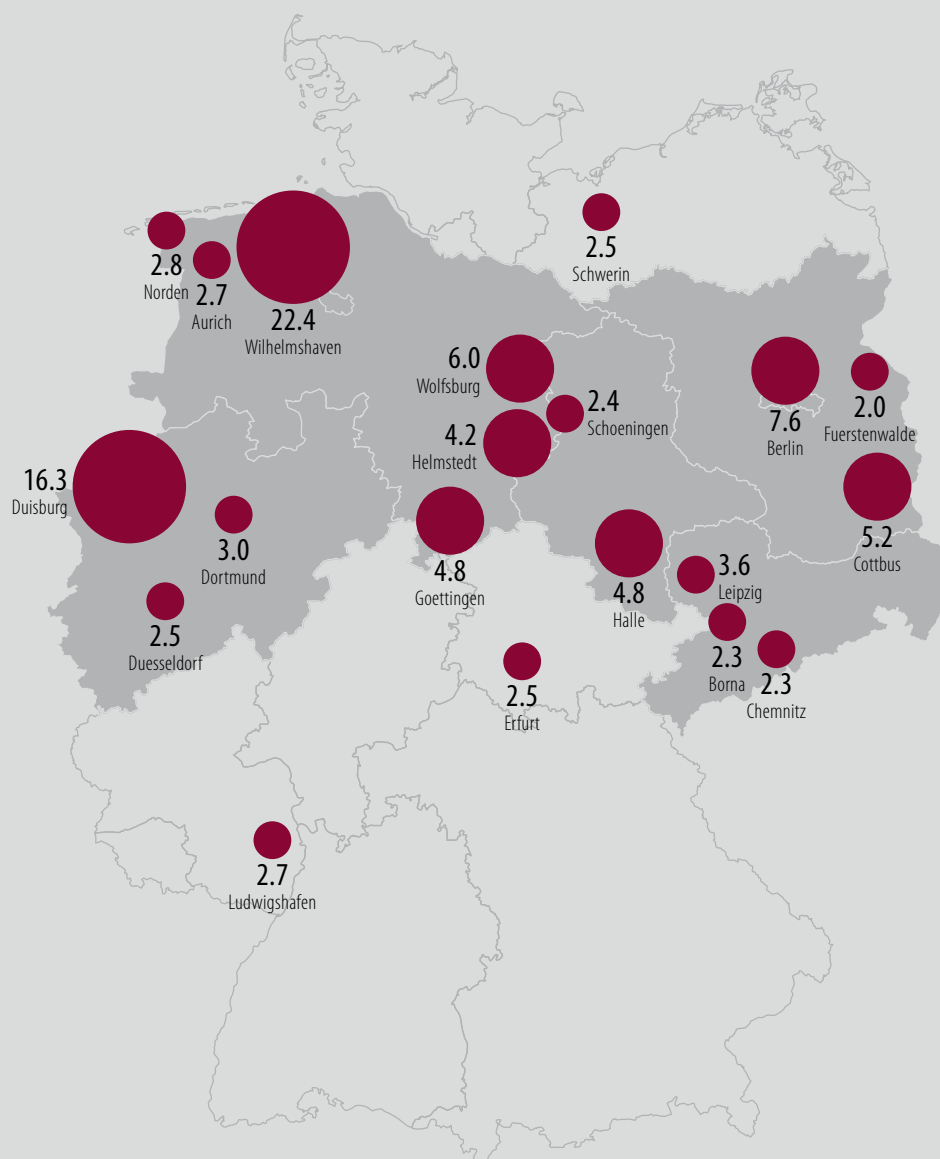 2.5
Schwerin
2.8
Norden
2.7
Aurich
22.4
Wilhelmshaven
6.0
Wolfsburg
2.4
Schoeningen
7.6
Berlin
2.0
Fuerstenwalde
4.2
Helmstedt
16.3
Duisburg
3.0
Dortmund
4.8
Goettingen
5.2
Cottbus
4.8
Halle
3.6
Leipzig
2.5
Duesseldorf
2.3
Borna
2.3
Chemnitz
2.5
Erfurt
2.7
Ludwigshafen